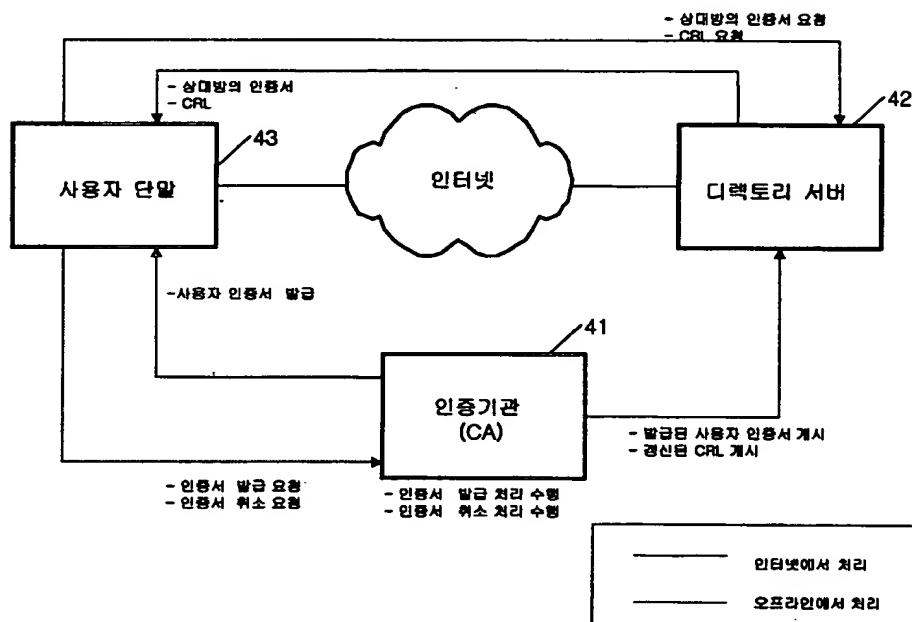 - 상대방의 인증서 요청
- CRL 요청
- 상대방의 인증서
- CRL
43
42
사용자 단말
인터넷
디렉토리 서버
-사용자 인증서 발급
41
인증기관
(CA)
- 발급된 사용자 인증서 게시
- 갱신된 CRL 게시
- 인증서 발급 요청
- 인증서 취소 요청
- 인증서 발급 처리 수행
- 인증서 취소 처리 수행
인터넷에서 처리
오프라인에서 처리